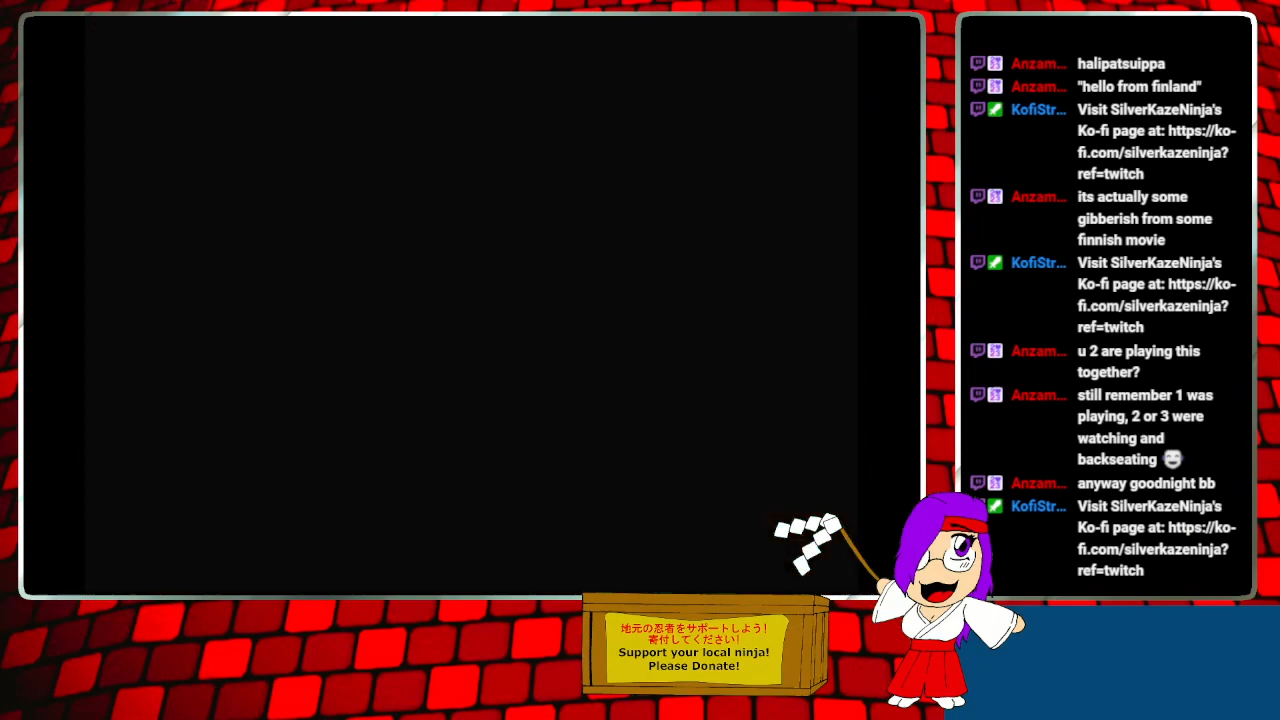 Anzam... halipatsuippa
Anzam... "hello from finland"
KofiStr... Visit SilverKazeNinja's
Ko-fi page at: https://ko-
fi.com/silverkazeninja?
ref=twitch
Anzam... its actually some
gibberish from some
finnish movie
KofiStr... Visit SilverKazeNinja's
Ko-fi page at: https://ko-
fi.com/silverkazeninja?
ref=twitch
Anzam... u 2 are playing this
together?
Anzam... still remember 1 was
playing, 2 or 3 were
watching and
backseating
Anzam... anyway goodnight bb
KofiStr... Visit SilverKazeNinja's
Ko-fi page at: https://ko-
fi.com/silverkazeninja?
ref=twitch
地元の忍者をサポートしよう!
寄付してください!
Support your local ninja!
Please Donate!